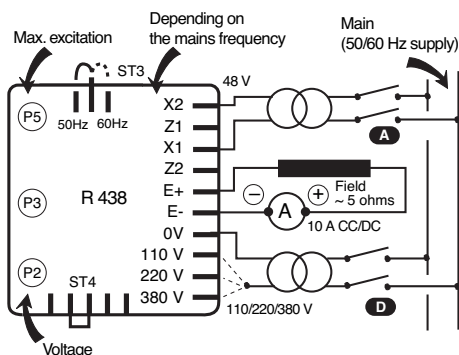 Max. excitation
Depending on
the mains frequency
Main
(50/60 Hz supply)
ST3
48 V
P5
50Hz
60Hz
X2
Z1
X1
Z2
E+
E-
0V
110 V
220 V
380 V
A
P3
R 438
Field
~ 5 ohms
A
10 A CC/DC
P2
ST4
110/220/380 V
D
Voltage